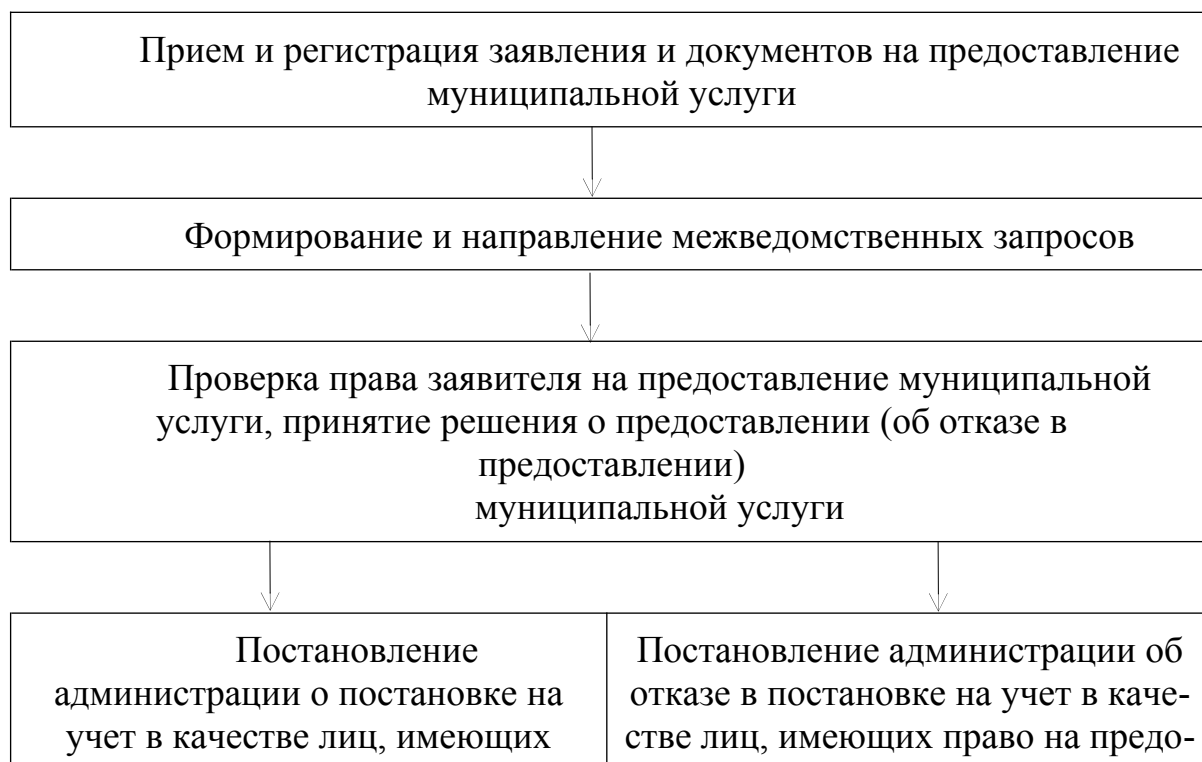 Прием и регистрация заявления и документов на предоставление
муниципальной услуги
Формирование и направление межведомственных запросов
Проверка права заявителя на предоставление муниципальной
услуги, принятие решения о предоставлении (об отказе в
предоставлении)
муниципальной услуги
Постановление
администрации о постановке на
учет в качестве лиц, имеющих
Постановление администрации об
отказе в постановке на учет в каче-
стве лиц, имеющих право на предо-